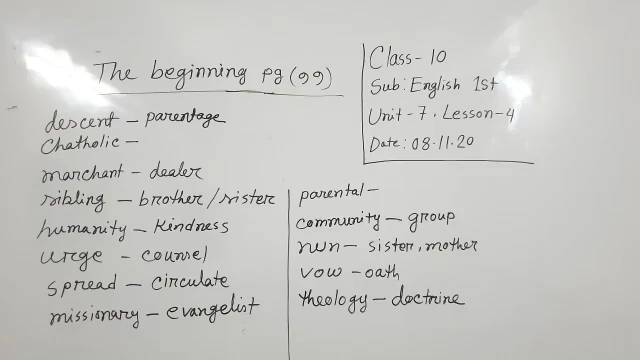 The beginning pg (99)
Class- 10
Sub: English 1st
Unit-7. Lesson-4
Date: 08.11.20
descent – parentage
Chatholic –
marchant – dealer
sibling – brother/sister
humanity – kindness
urge – counsel
spread – circulate
missionary – evangelist
parental –
community – group
nun – sister, mother
vow – oath
theology – doctrine